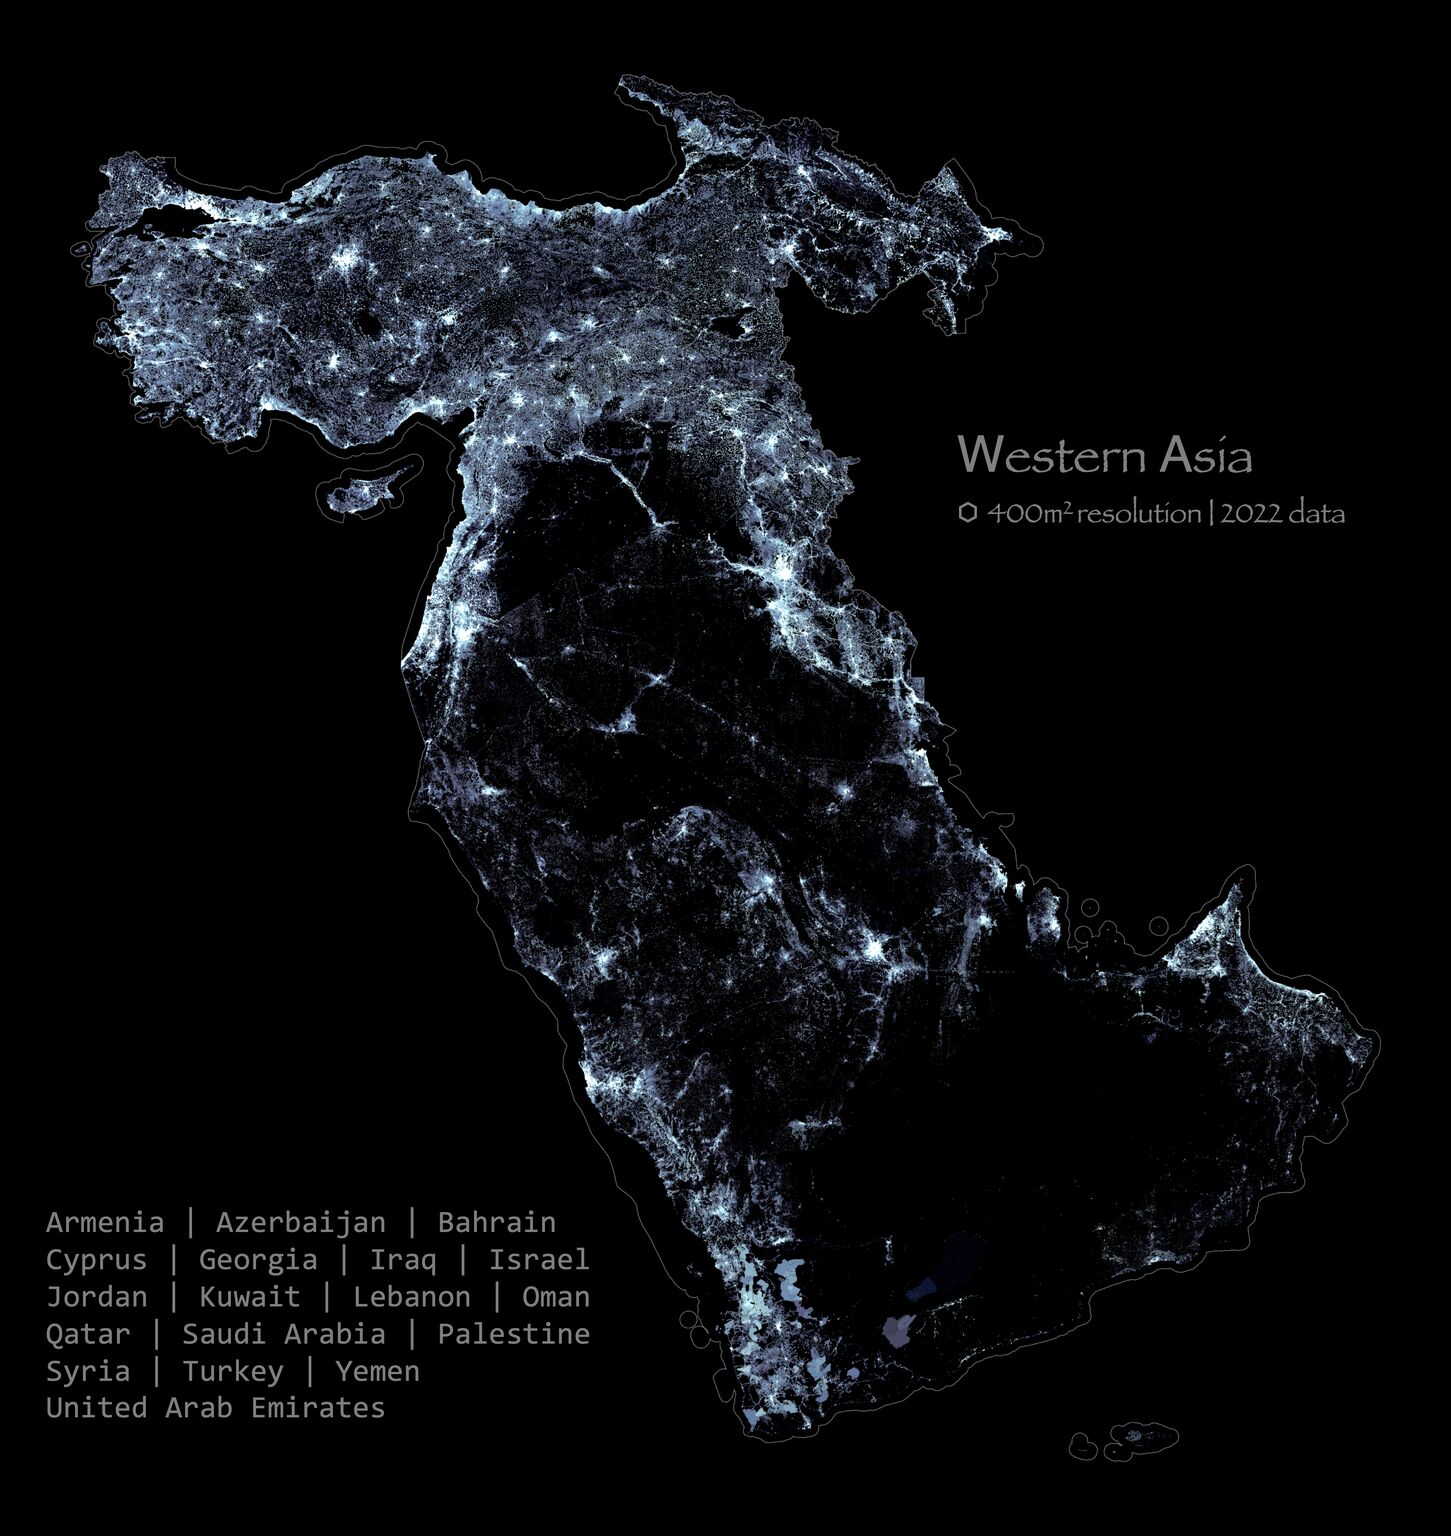 Western Asia
400m² resolution | 2022 data
Armenia | Azerbaijan | Bahrain
Cyprus | Georgia | Iraq | Israel
Jordan | Kuwait | Lebanon | Oman
Qatar | Saudi Arabia | Palestine
Syria | Turkey | Yemen
United Arab Emirates